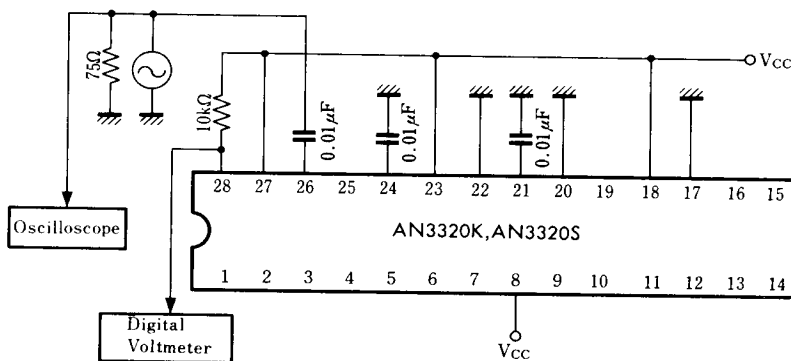 75Ω
10kΩ
0.01μF
0.01μF
0.01μF
VCC
28 27 26 25 24 23 22 21 20 19 18 17 16 15
Oscilloscope
AN3320K, AN3320S
1 2 3 4 5 6 7 8 9 10 11 12 13 14
Digital
Voltmeter
VCC